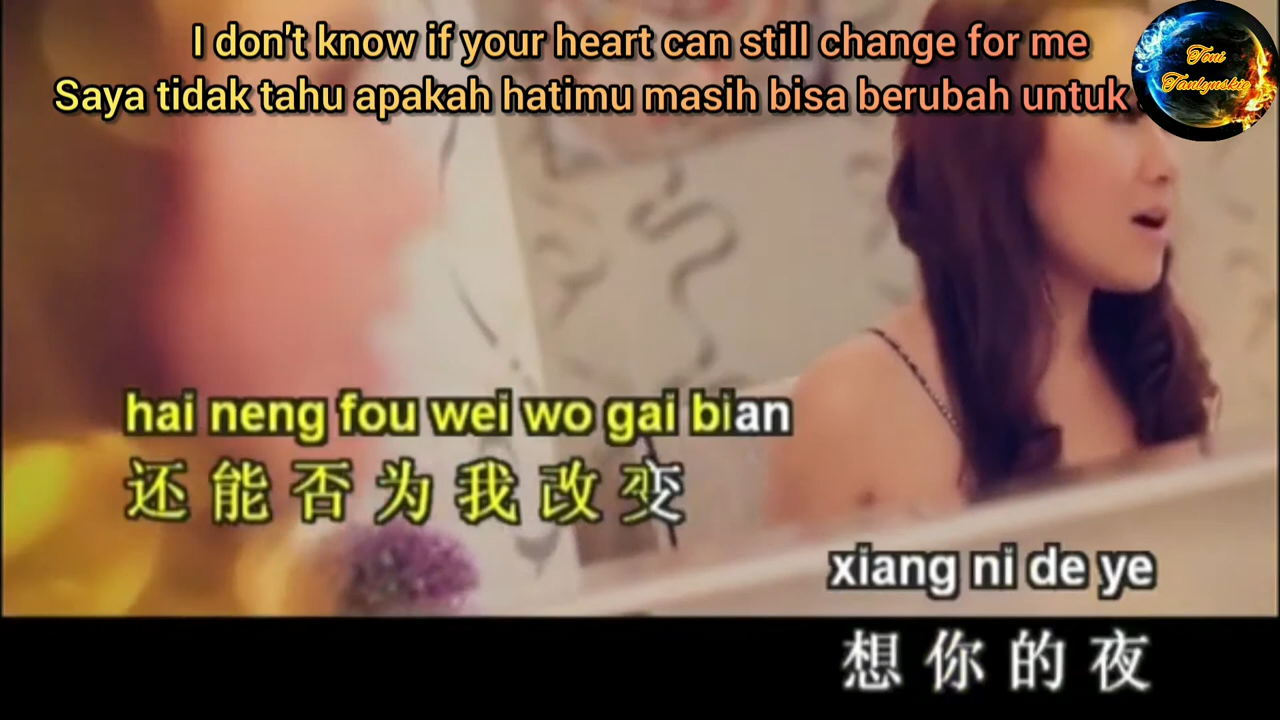 I don't know if your heart can still change for me
Saya tidak tahu apakah hatimu masih bisa berubah untuk
Toni
Tanlynskie
hai neng fou wei wo gai bian
还能否为我改变
xiang ni de ye
想你的夜